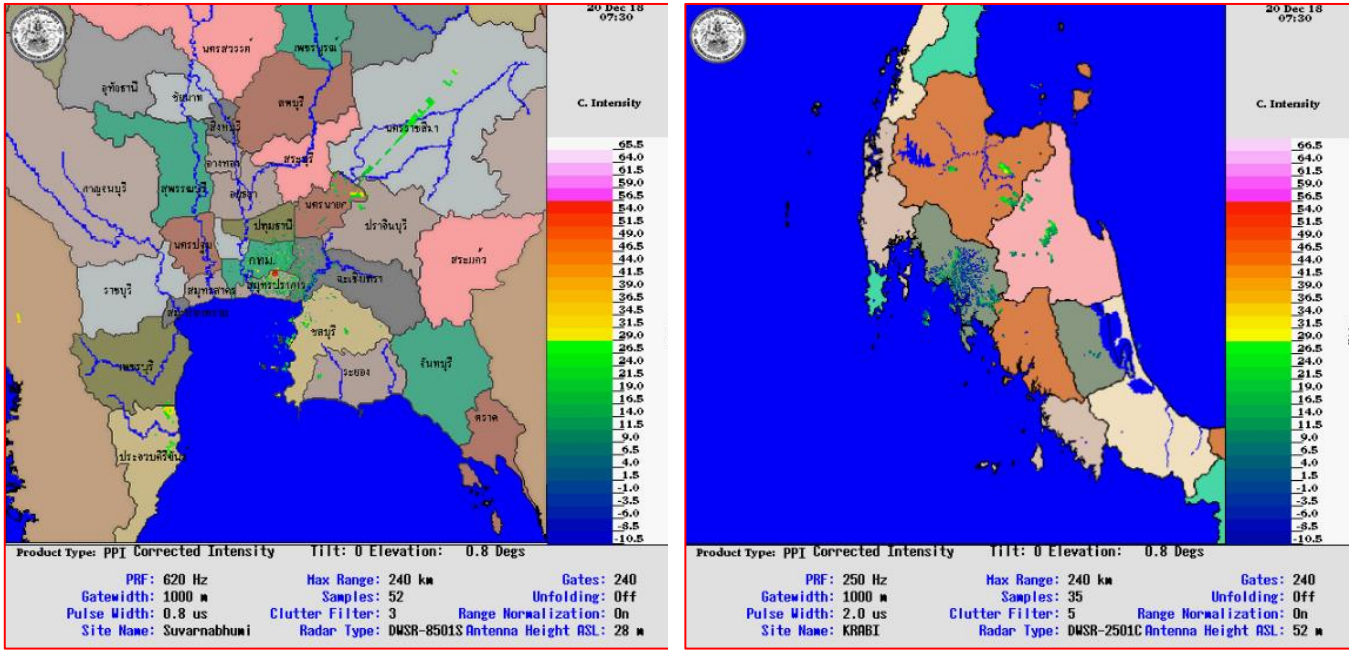 20 Dec 18
07:30
C. Intensity
65.5
64.0
61.5
59.0
56.5
54.0
51.5
49.0
46.5
44.0
41.5
39.0
36.5
34.0
31.5
29.0
26.5
24.0
21.5
19.0
16.5
14.0
11.5
9.0
6.5
4.0
1.5
-1.0
-3.5
-6.0
-8.5
-10.5
นครสวรรค์
เพชรบูรณ์
อุทัยธานี
ชัยนาท
ลพบุรี
สิงห์บุรี
นครราชสีมา
อ่างทอง
สระบุรี
กาญจนบุรี
สุพรรณบุรี
อยุธยา
นครนายก
ปทุมธานี
ปราจีนบุรี
นครปฐม
กทม.
สระแก้ว
ฉะเชิงเทรา
ราชบุรี
สมุทรสาคร
สมุทรปราการ
สมุทรสงคราม
ชลบุรี
เพชรบุรี
ระยอง
จันทบุรี
ตราด
ประจวบคีรีขันธ์
Product Type: PPI Corrected Intensity Tilt: 0 Elevation: 0.8 Degs
PRF: 620 Hz Max Range: 240 km Gates: 240
Gatewidth: 1000 m Samples: 52 Unfolding: Off
Pulse Width: 0.8 us Clutter Filter: 3 Range Normalization: On
Site Name: Suvarnabhumi Radar Type: DWSR-8501S Antenna Height ASL: 28 m
20 Dec 18
07:30
C. Intensity
66.5
64.0
61.5
59.0
56.5
54.0
51.5
49.0
46.5
44.0
41.5
39.0
36.5
34.0
31.5
29.0
26.5
24.0
21.5
19.0
16.5
14.0
11.5
9.0
6.5
4.0
1.5
-1.0
-3.5
-6.0
-8.5
-10.5
Product Type: PPI Corrected Intensity Tilt: 0 Elevation: 0.8 Degs
PRF: 250 Hz Max Range: 240 km Gates: 240
Gatewidth: 1000 m Samples: 35 Unfolding: Off
Pulse Width: 2.0 us Clutter Filter: 5 Range Normalization: On
Site Name: KRABI Radar Type: DWSR-2501C Antenna Height ASL: 52 m